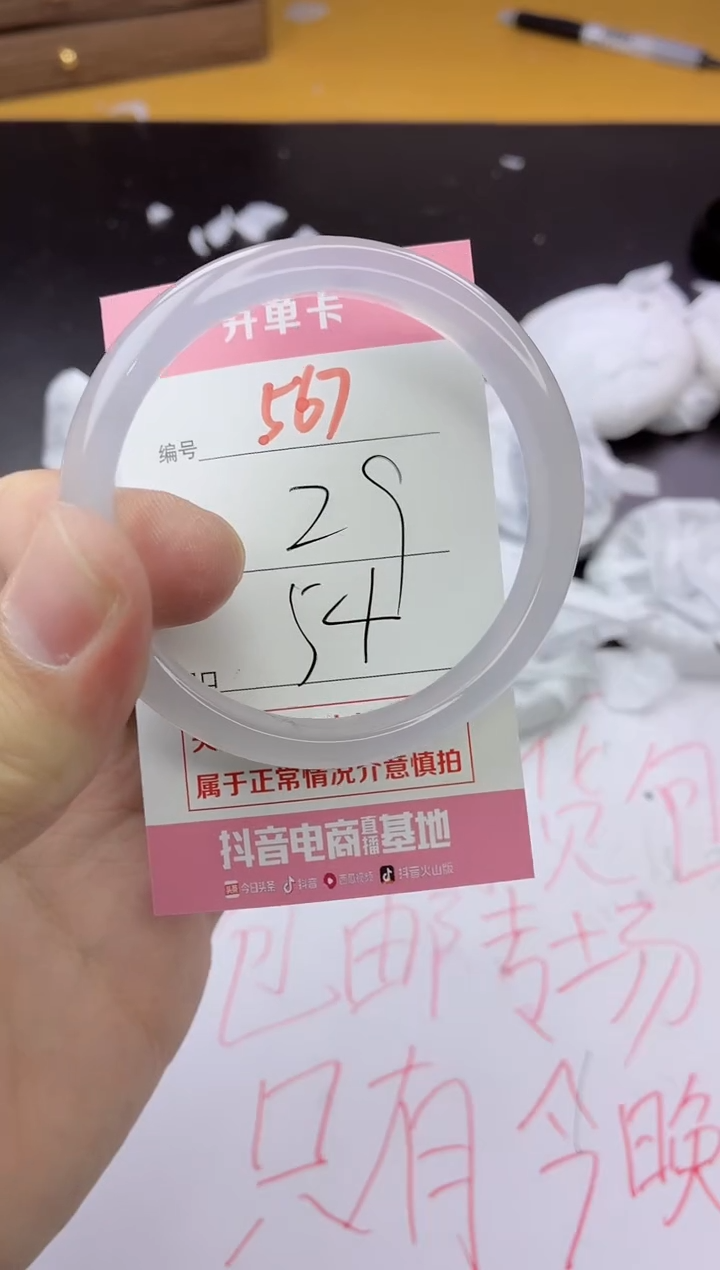 开单卡
编号 567
29
54
属于正常情况介意慎拍
抖音电商直播基地
头条 今日头条 抖音 西瓜视频 抖音火山版
货包
包邮专场
只有今晚